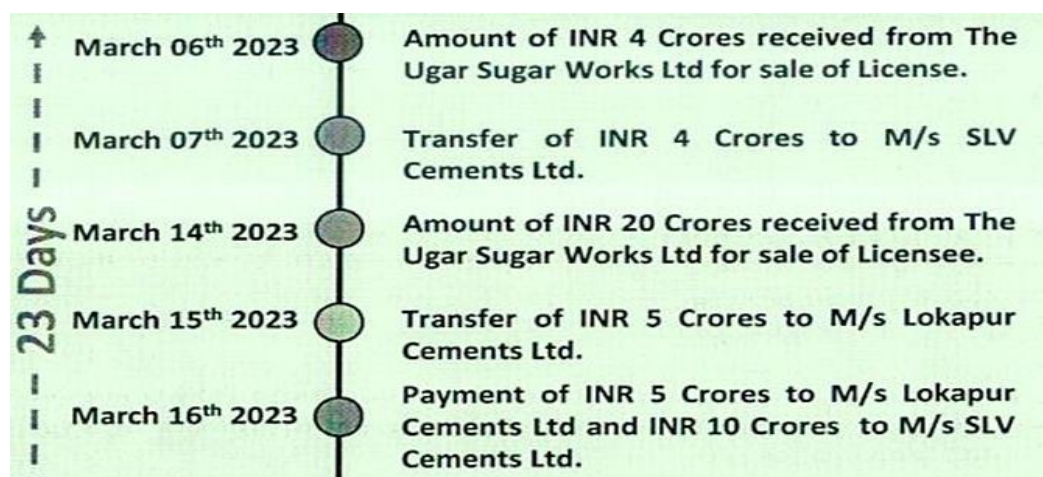 March 06th 2023
Amount of INR 4 Crores received from The
Ugar Sugar Works Ltd for sale of License.
March 07th 2023
Transfer of INR 4 Crores to M/s SLV
Cements Ltd.
March 14th 2023
Amount of INR 20 Crores received from The
Ugar Sugar Works Ltd for sale of Licensee.
March 15th 2023
Transfer of INR 5 Crores to M/s Lokapur
Cements Ltd.
March 16th 2023
Payment of INR 5 Crores to M/s Lokapur
Cements Ltd and INR 10 Crores to M/s SLV
Cements Ltd.
23 Days